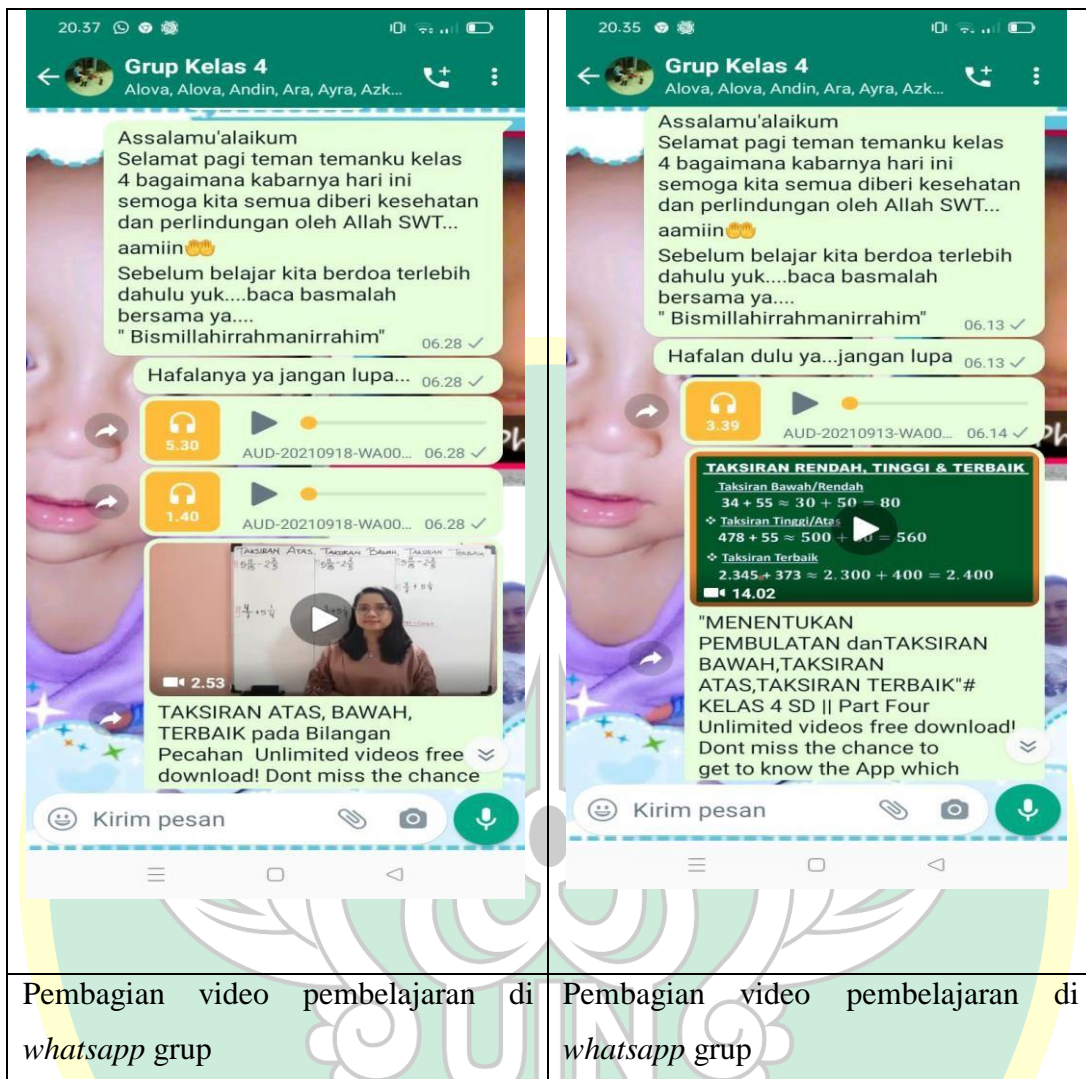 20.37
Grup Kelas 4
Alova, Alova, Andin, Ara, Ayra, Azk...
Assalamu'alaikum
Selamat pagi teman temanku kelas
4 bagaimana kabarnya hari ini
semoga kita semua diberi kesehatan
dan perlindungan oleh Allah SWT...
aamiin🤲
Sebelum belajar kita berdoa terlebih
dahulu yuk....baca basmalah
bersama ya....
" Bismillahirrahmanirrahim"
06.28
Hafalanya ya jangan lupa... 06.28
5.30
AUD-20210918-WA00... 06.28
1.40
AUD-20210918-WA00... 06.28
TAKSIRAN ATAS, TAKSIRAN BAWAH, TAKSIRAN TERBAIK
2.53
TAKSIRAN ATAS, BAWAH,
TERBAIK pada Bilangan
Pecahan Unlimited videos free
download! Dont miss the chance
Kirim pesan
Pembagian video pembelajaran di
whatsapp grup
20.35
Grup Kelas 4
Alova, Alova, Andin, Ara, Ayra, Azk...
Assalamu'alaikum
Selamat pagi teman temanku kelas
4 bagaimana kabarnya hari ini
semoga kita semua diberi kesehatan
dan perlindungan oleh Allah SWT...
aamiin🤲
Sebelum belajar kita berdoa terlebih
dahulu yuk....baca basmalah
bersama ya....
" Bismillahirrahmanirrahim"
06.13
Hafalan dulu ya...jangan lupa 06.13
3.39
AUD-20210913-WA00... 06.14
TAKSIRAN RENDAH, TINGGI & TERBAIK
Taksiran Bawah/Rendah
34 + 55 ≈ 30 + 50 = 80
❖ Taksiran Tinggi/Atas
478 + 55 ≈ 500 + 0 = 560
❖ Taksiran Terbaik
2.345 + 373 ≈ 2.300 + 400 = 2.400
14.02
"MENENTUKAN
PEMBULATAN danTAKSIRAN
BAWAH,TAKSIRAN
ATAS,TAKSIRAN TERBAIK"#
KELAS 4 SD || Part Four
Unlimited videos free download!
Dont miss the chance to
get to know the App which
Kirim pesan
Pembagian video pembelajaran di
whatsapp grup
UIN